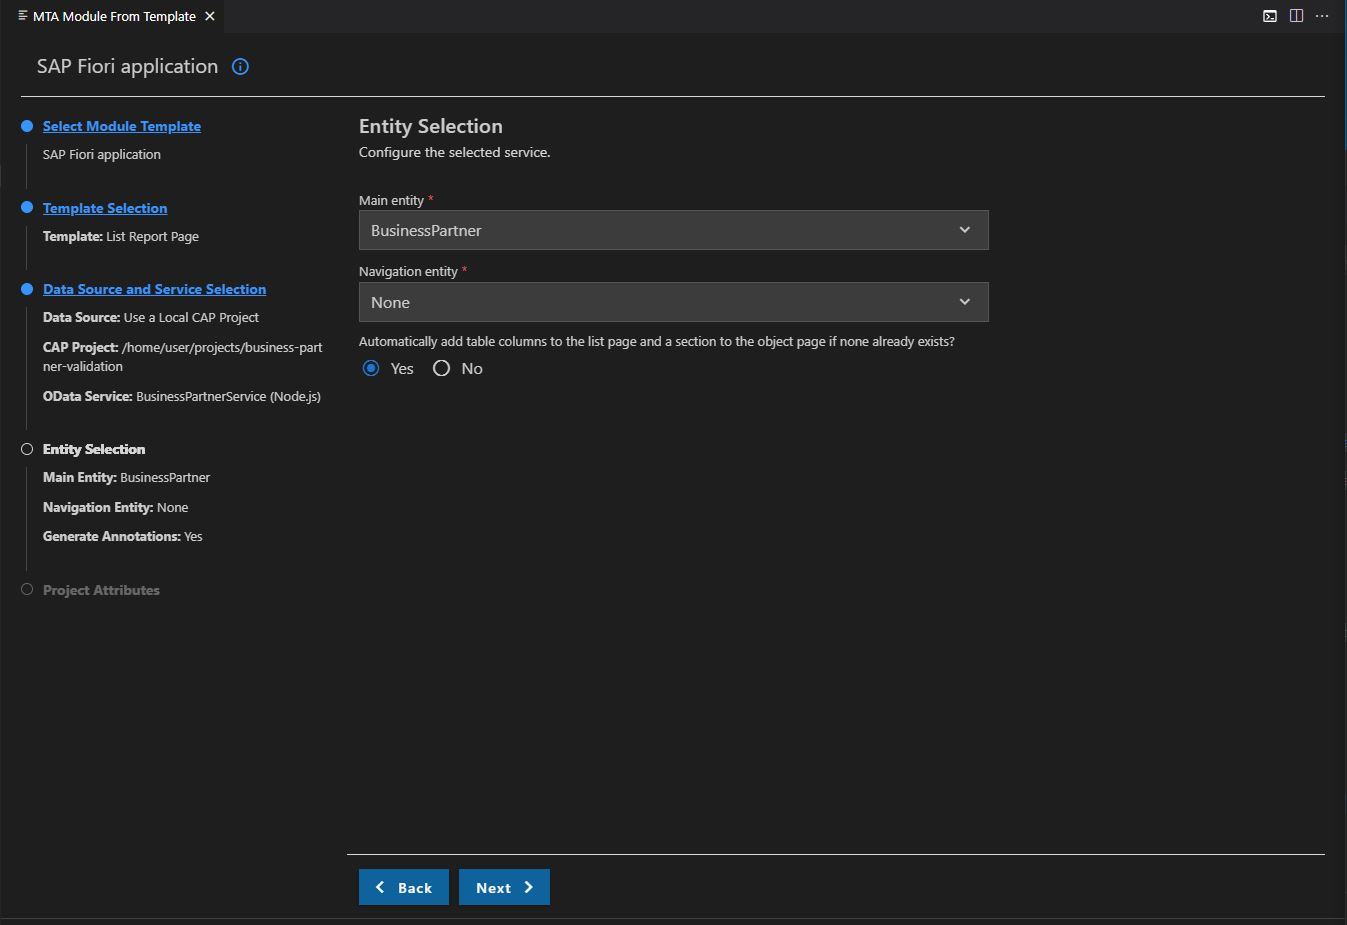 MTA Module From Template
SAP Fiori application
Select Module Template
SAP Fiori application
Template Selection
Template: List Report Page
Data Source and Service Selection
Data Source: Use a Local CAP Project
CAP Project: /home/user/projects/business-part
ner-validation
OData Service: BusinessPartnerService (Node.js)
Entity Selection
Main Entity: BusinessPartner
Navigation Entity: None
Generate Annotations: Yes
Project Attributes
Entity Selection
Configure the selected service.
Main entity *
BusinessPartner
Navigation entity *
None
Automatically add table columns to the list page and a section to the object page if none already exists?
Yes No
Back Next